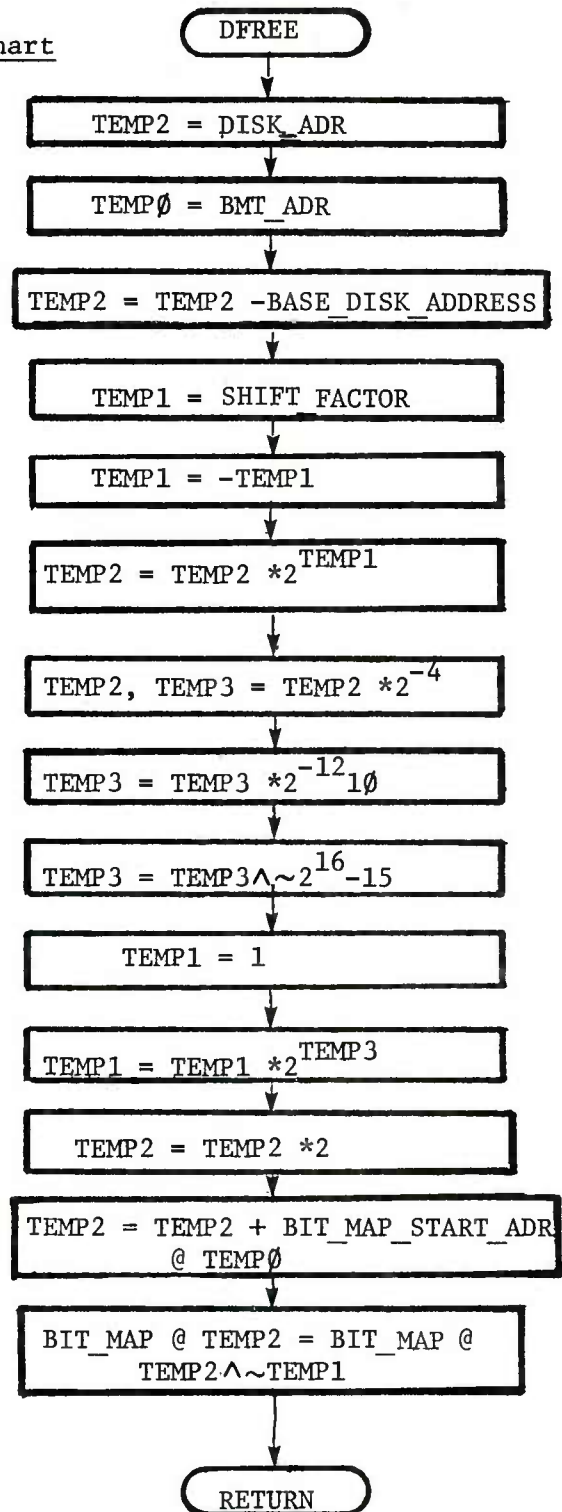 DFREE
hart
TEMP2 = DISK_ADR
TEMPØ = BMT_ADR
TEMP2 = TEMP2 -BASE_DISK_ADDRESS
TEMP1 = SHIFT_FACTOR
TEMP1 = -TEMP1
TEMP2 = TEMP2 *2^TEMP1
TEMP2, TEMP3 = TEMP2 *2^-4
TEMP3 = TEMP3 *2^-12 1Ø
TEMP3 = TEMP3∧~2^16-15
TEMP1 = 1
TEMP1 = TEMP1 *2^TEMP3
TEMP2 = TEMP2 *2
TEMP2 = TEMP2 + BIT_MAP_START_ADR
@ TEMPØ
BIT_MAP @ TEMP2 = BIT_MAP @
TEMP2∧~TEMP1
RETURN